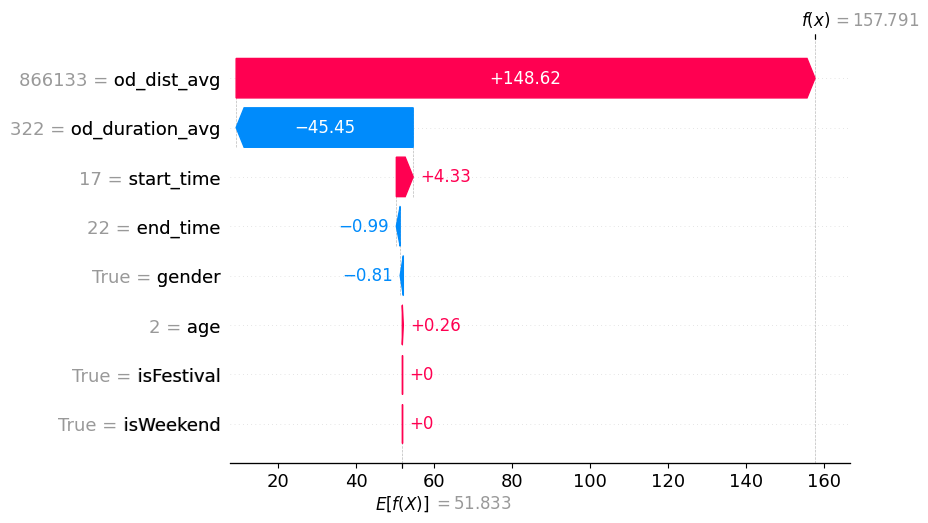 f(x) = 157.791
866133 = od_dist_avg
+148.62
322 = od_duration_avg
−45.45
17 = start_time
+4.33
22 = end_time
−0.99
True = gender
−0.81
2 = age
+0.26
True = isFestival
+0
True = isWeekend
+0
20 40 60 80 100 120 140 160
E[f(X)] = 51.833